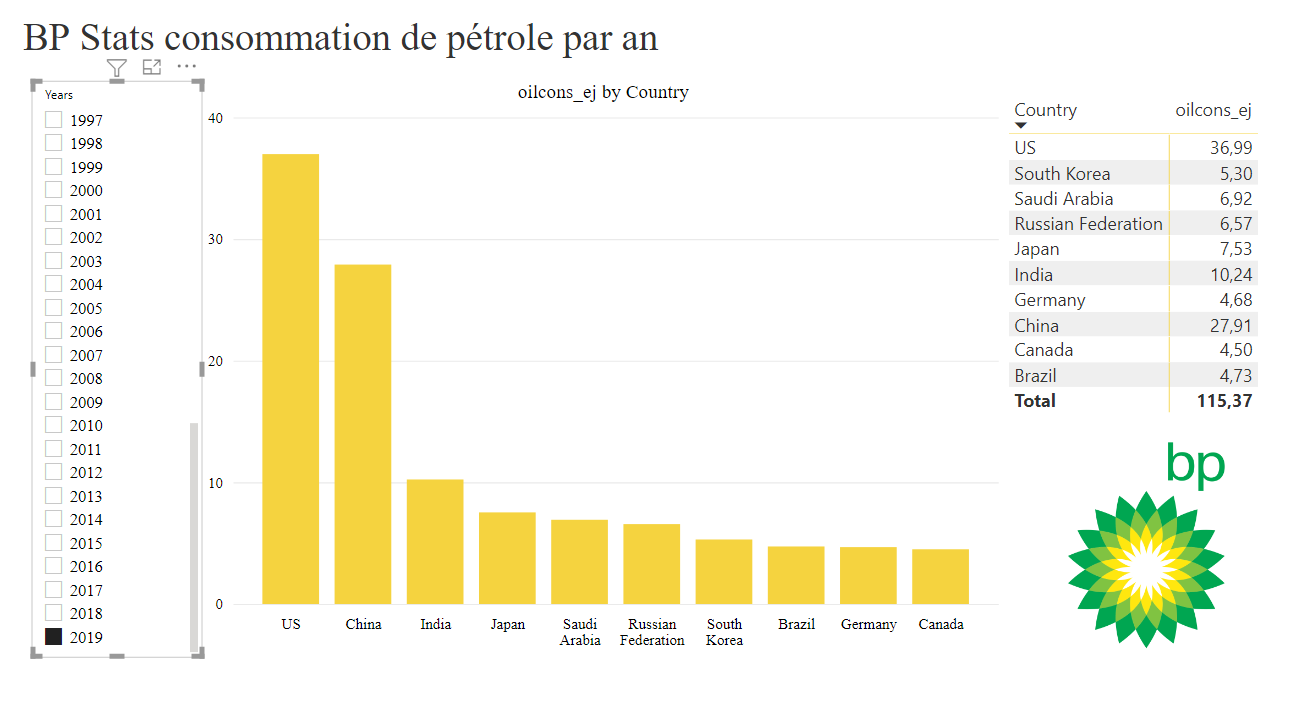 BP Stats consommation de pétrole par an
Years
1997
1998
1999
2000
2001
2002
2003
2004
2005
2006
2007
2008
2009
2010
2011
2012
2013
2014
2015
2016
2017
2018
2019
oilcons_ej by Country
40
30
20
10
0
US China India Japan Saudi Arabia Russian Federation South Korea Brazil Germany Canada
Country oilcons_ej
US 36,99
South Korea 5,30
Saudi Arabia 6,92
Russian Federation 6,57
Japan 7,53
India 10,24
Germany 4,68
China 27,91
Canada 4,50
Brazil 4,73
Total 115,37
bp